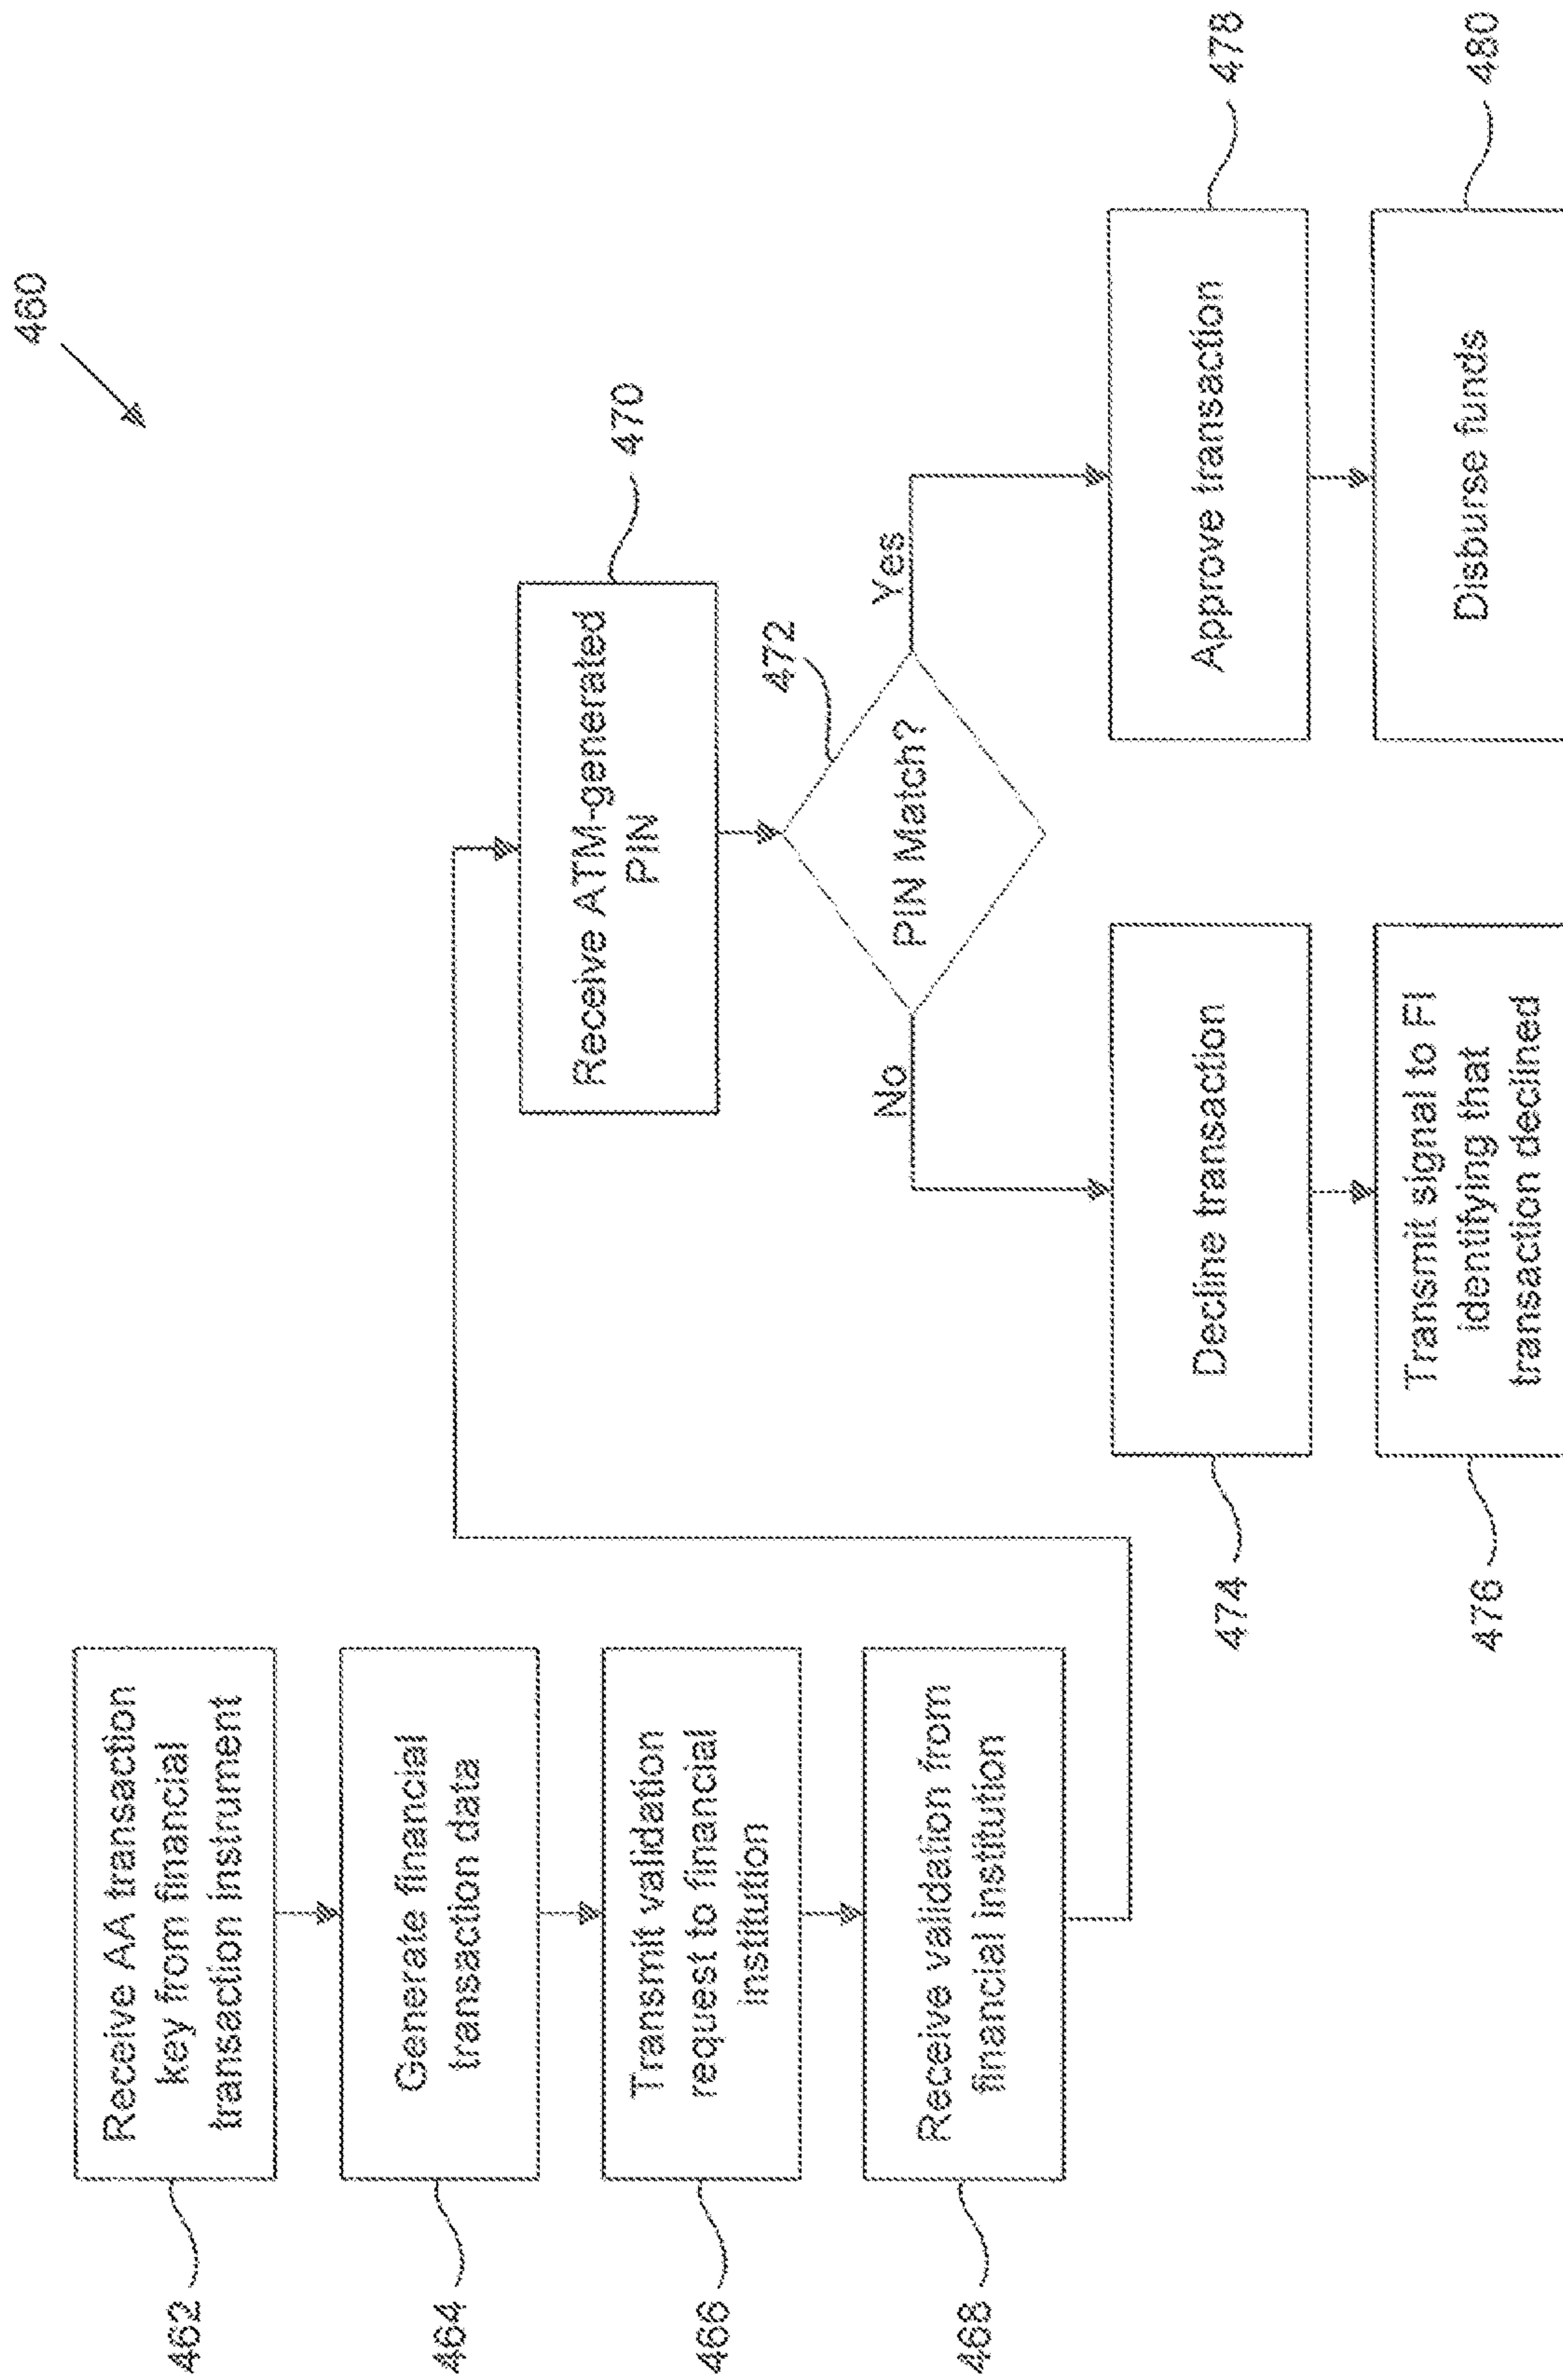 460
462
Receive AA transaction
key from financial
transaction instrument
464
Generate financial
transaction data
466
Transmit validation
request to financial
institution
468
Receive validation from
financial institution
470
Receive ATM-generated
PIN
472
PIN Match?
No
Yes
474
Decline transaction
476
Transmit signal to FI
identifying that
transaction declined
478
Approve transaction
480
Disburse funds